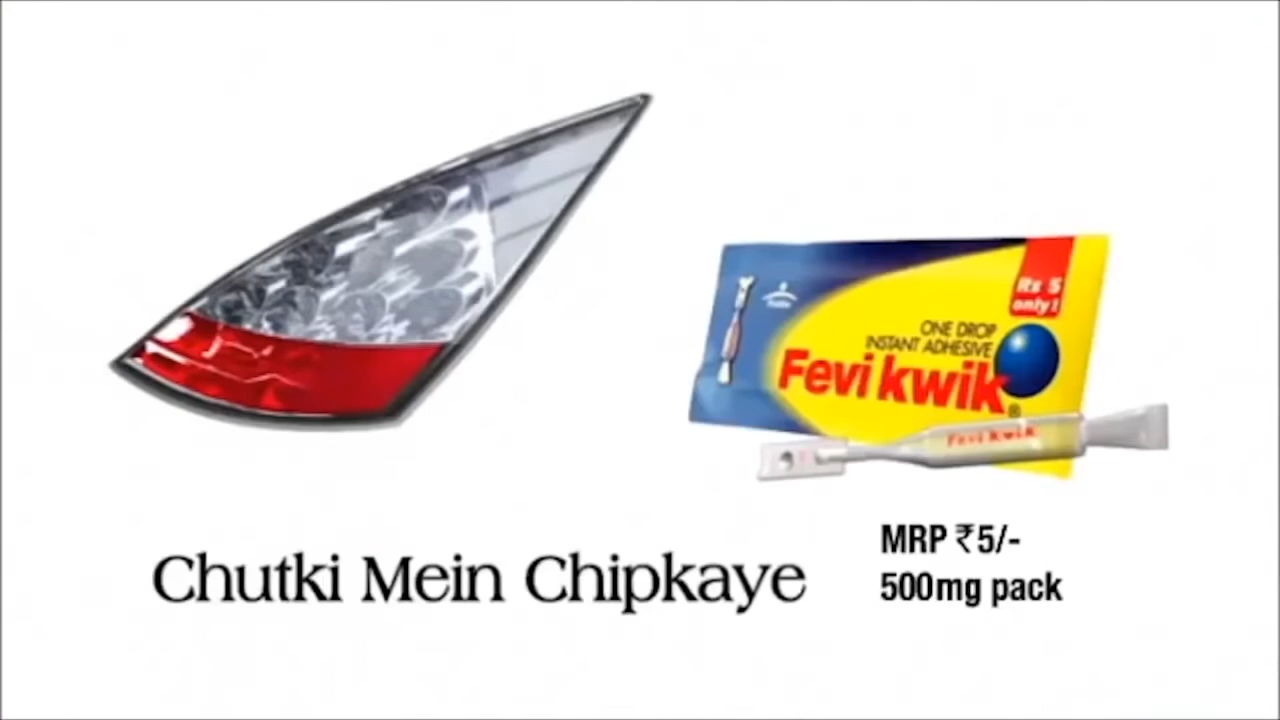 Rs 5
only!
ONE DROP
INSTANT ADHESIVE
Fevi kwik®
Fevi kwik
Chutki Mein Chipkaye
MRP ₹5/-
500mg pack